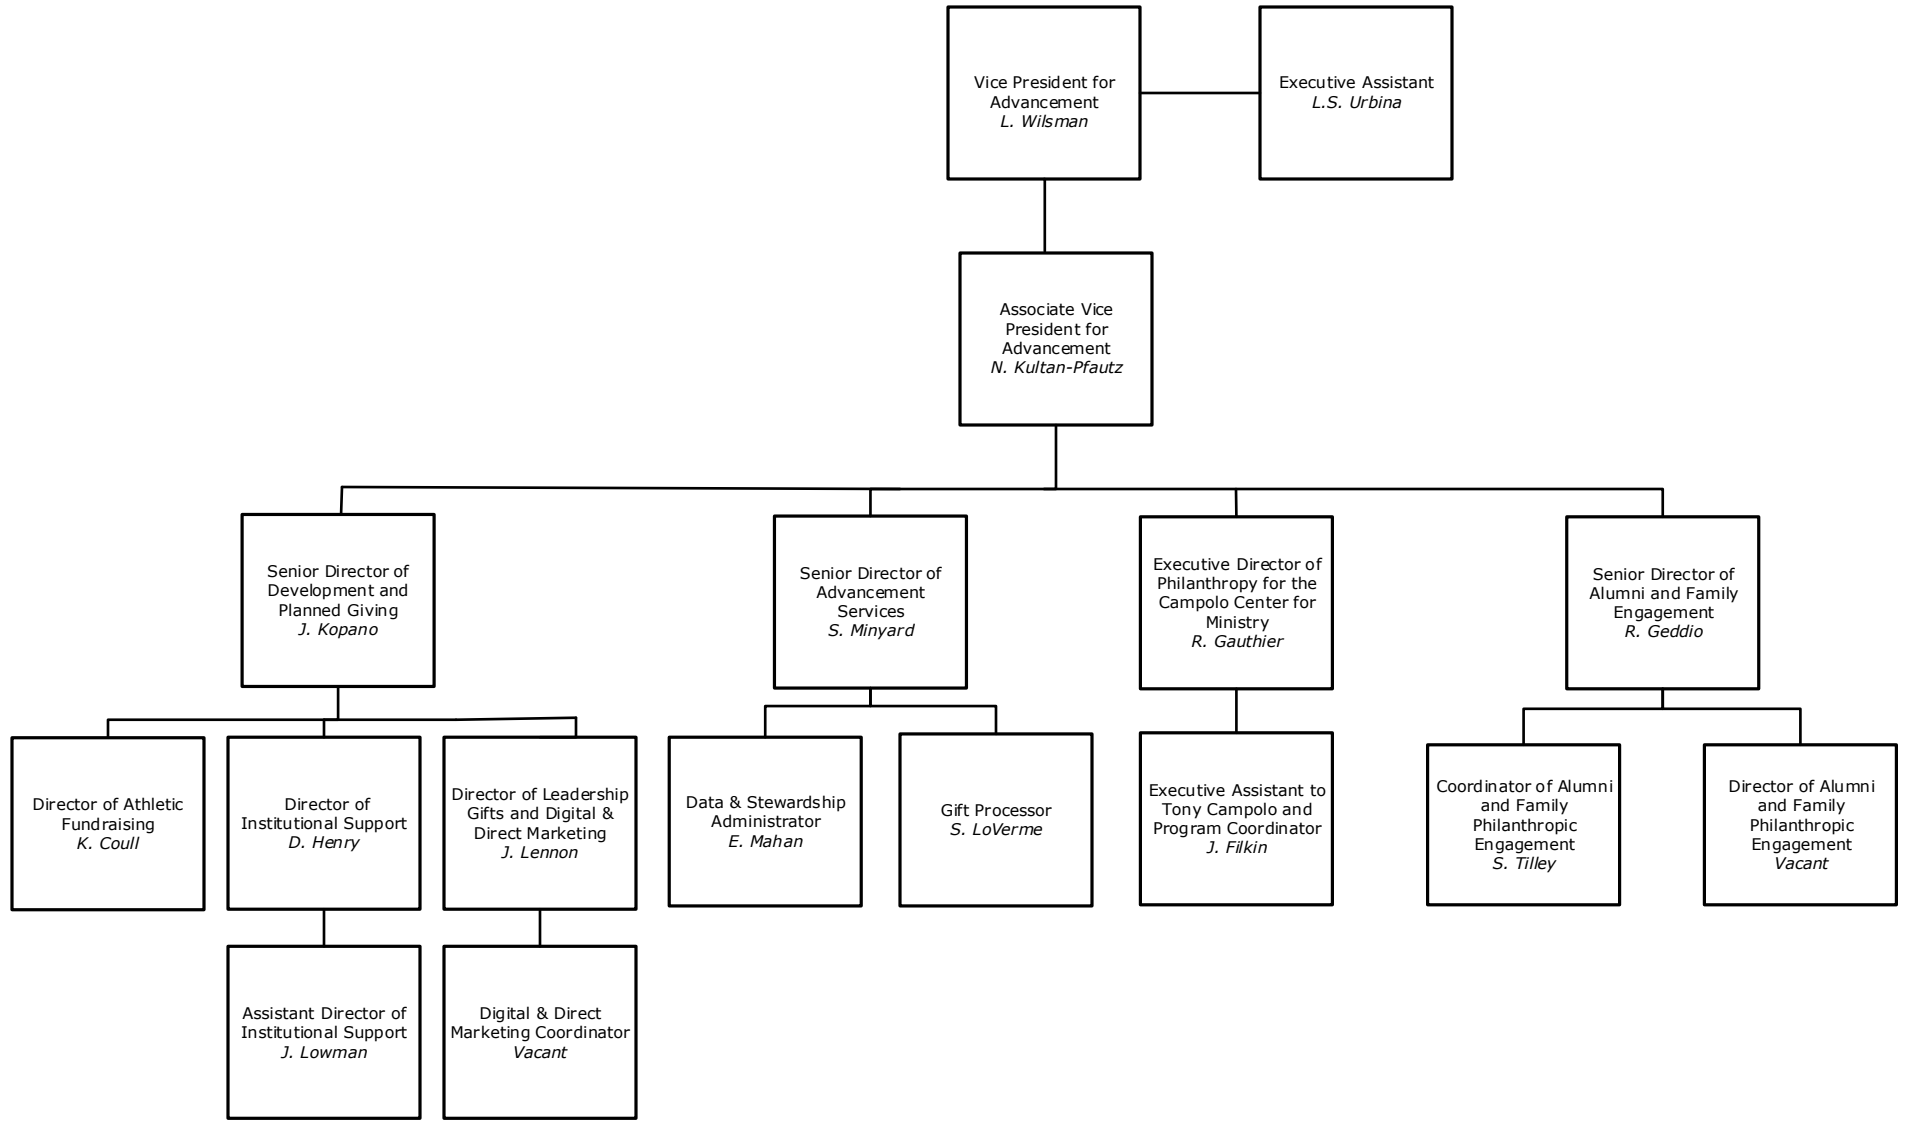 Vice President for
Advancement
L. Wilsman
Executive Assistant
L.S. Urbina
Associate Vice
President for
Advancement
N. Kultan-Pfautz
Senior Director of
Development and
Planned Giving
J. Kopano
Senior Director of
Advancement
Services
S. Minyard
Executive Director of
Philanthropy for the
Campolo Center for
Ministry
R. Gauthier
Senior Director of
Alumni and Family
Engagement
R. Geddio
Director of Athletic
Fundraising
K. Coull
Director of
Institutional Support
D. Henry
Director of Leadership
Gifts and Digital &
Direct Marketing
J. Lennon
Data & Stewardship
Administrator
E. Mahan
Gift Processor
S. LoVerme
Executive Assistant to
Tony Campolo and
Program Coordinator
J. Filkin
Coordinator of Alumni
and Family
Philanthropic
Engagement
S. Tilley
Director of Alumni
and Family
Philanthropic
Engagement
Vacant
Assistant Director of
Institutional Support
J. Lowman
Digital & Direct
Marketing Coordinator
Vacant